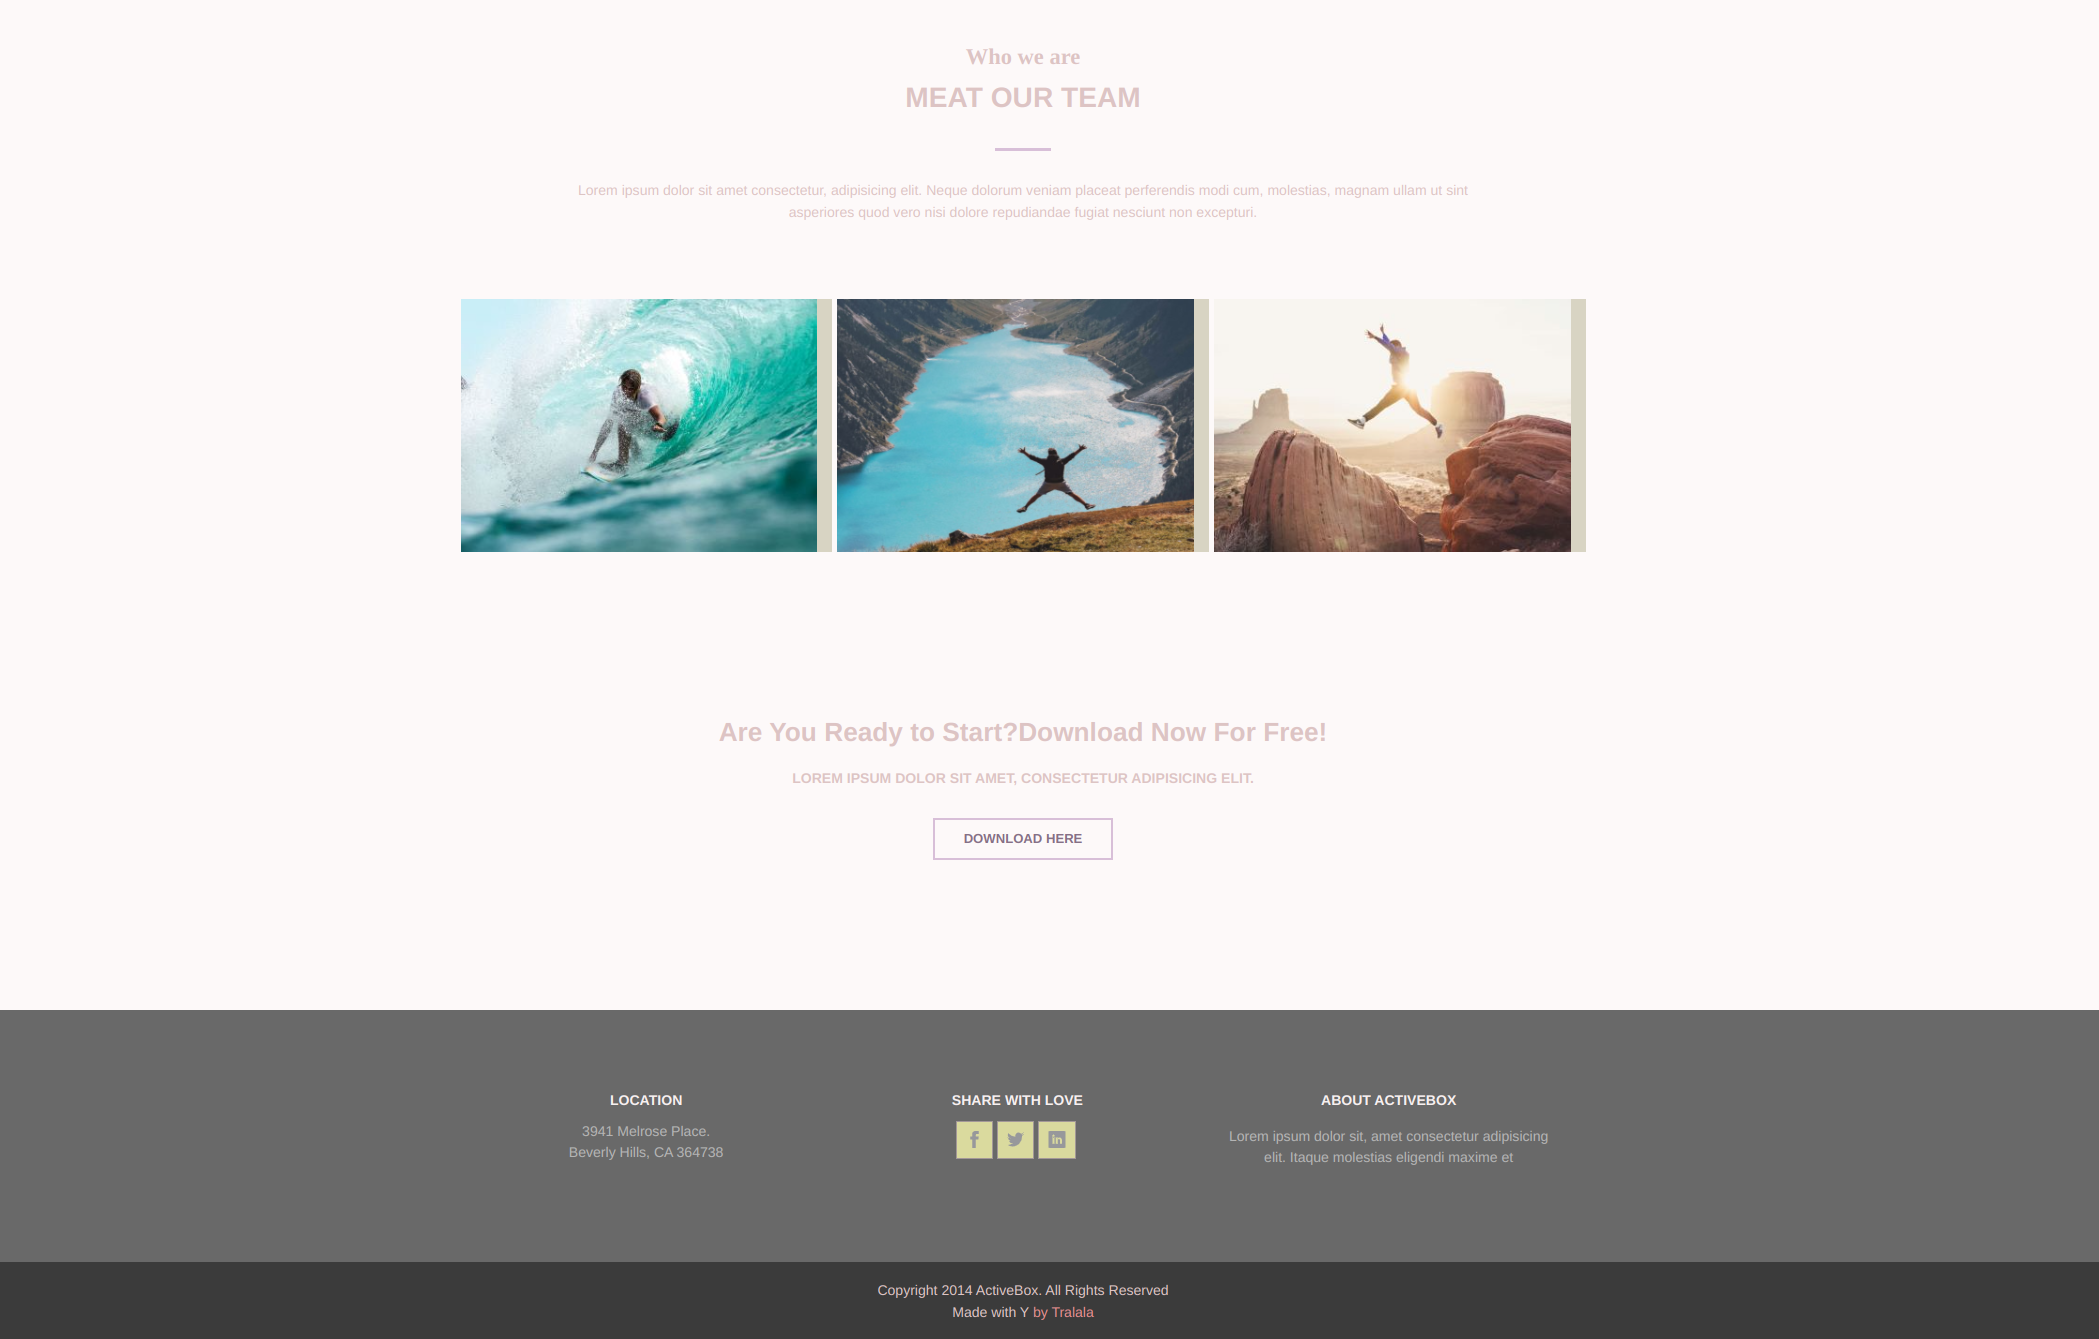 Who we are
MEAT OUR TEAM
Lorem ipsum dolor sit amet consectetur, adipisicing elit. Neque dolorum veniam placeat perferendis modi cum, molestias, magnam ullam ut sint
asperiores quod vero nisi dolore repudiandae fugiat nesciunt non excepturi.
Are You Ready to Start?Download Now For Free!
LOREM IPSUM DOLOR SIT AMET, CONSECTETUR ADIPISICING ELIT.
DOWNLOAD HERE
LOCATION
3941 Melrose Place.
Beverly Hills, CA 364738
SHARE WITH LOVE
ABOUT ACTIVEBOX
Lorem ipsum dolor sit, amet consectetur adipisicing
elit. Itaque molestias eligendi maxime et
Copyright 2014 ActiveBox. All Rights Reserved
Made with Y by Tralala